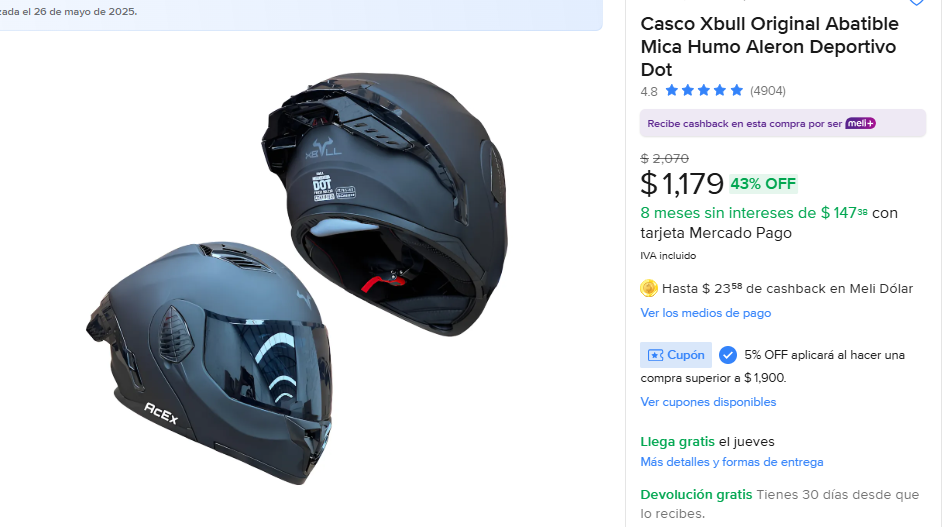 zada el 26 de mayo de 2025.
XBULL
DOT
AcEx
Casco Xbull Original Abatible
Mica Humo Aleron Deportivo
Dot
4.8 (4904)
Recibe cashback en esta compra por ser meli+
$ 2,070
$ 1,179 43% OFF
8 meses sin intereses de $ 147 38 con
tarjeta Mercado Pago
IVA incluido
Hasta $ 23 58 de cashback en Meli Dólar
Ver los medios de pago
Cupón 5% OFF aplicará al hacer una
compra superior a $ 1,900.
Ver cupones disponibles
Llega gratis el jueves
Más detalles y formas de entrega
Devolución gratis Tienes 30 días desde que
lo recibes.